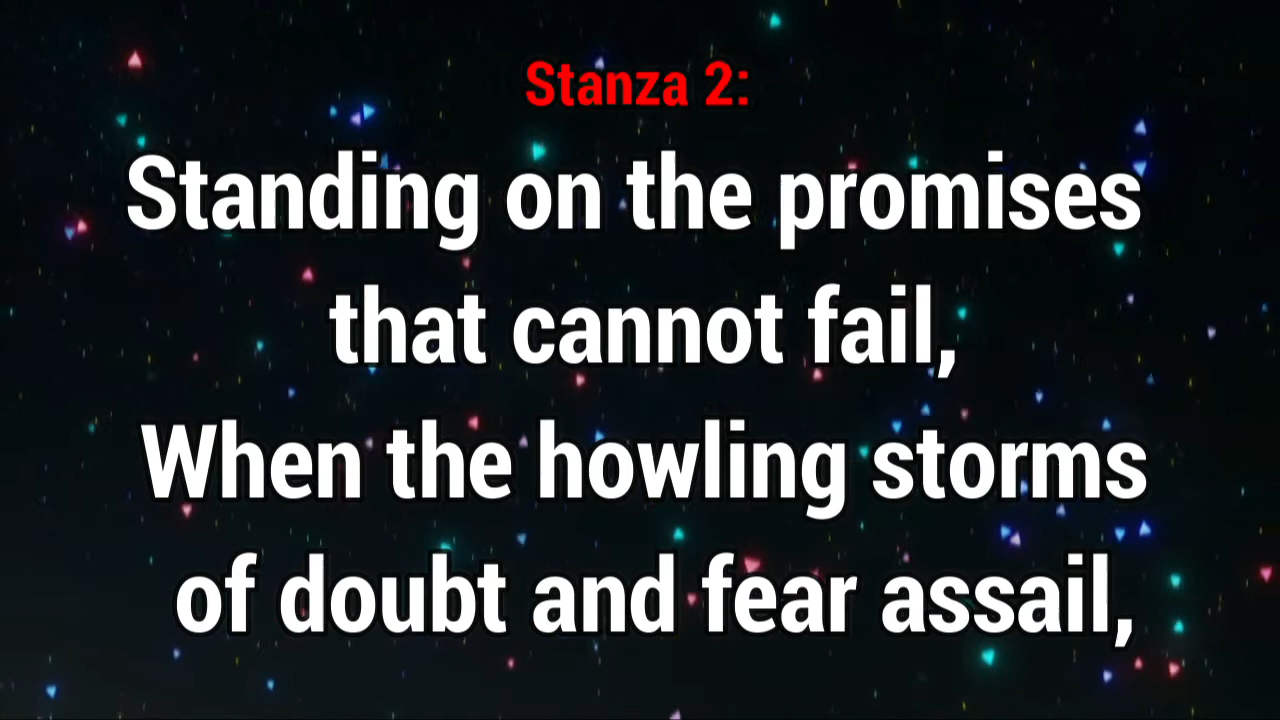 Stanza 2:
Standing on the promises
that cannot fail,
When the howling storms
of doubt and fear assail,